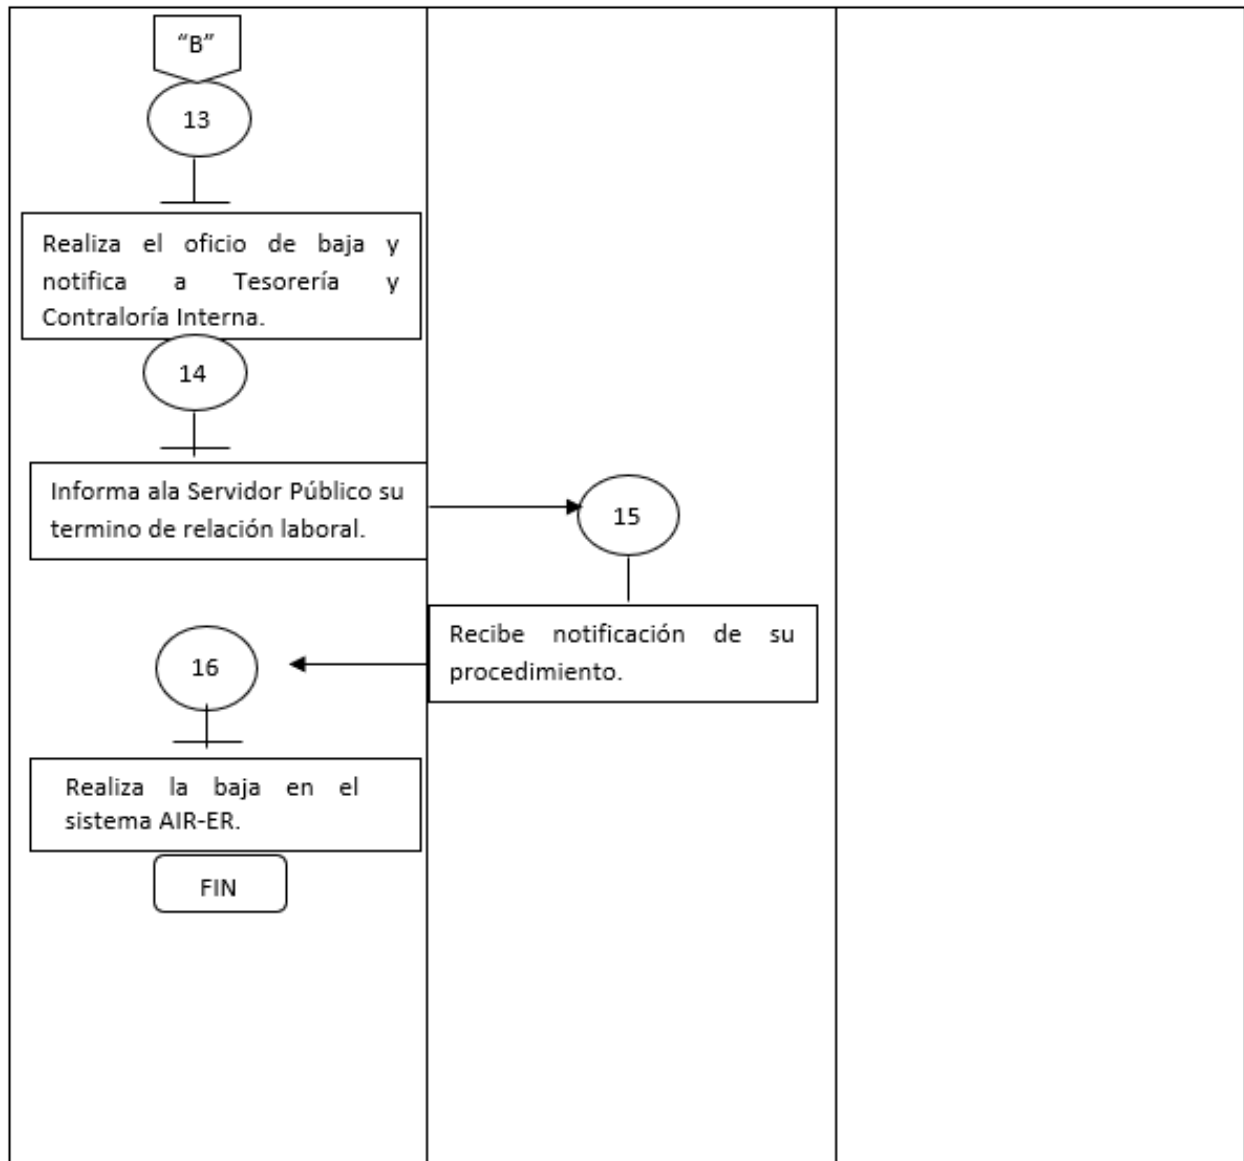 “B”
13
Realiza el oficio de baja y
notifica a Tesorería y
Contraloría Interna.
14
Informa ala Servidor Público su
termino de relación laboral.
15
Recibe notificación de su
procedimiento.
16
Realiza la baja en el
sistema AIR-ER.
FIN